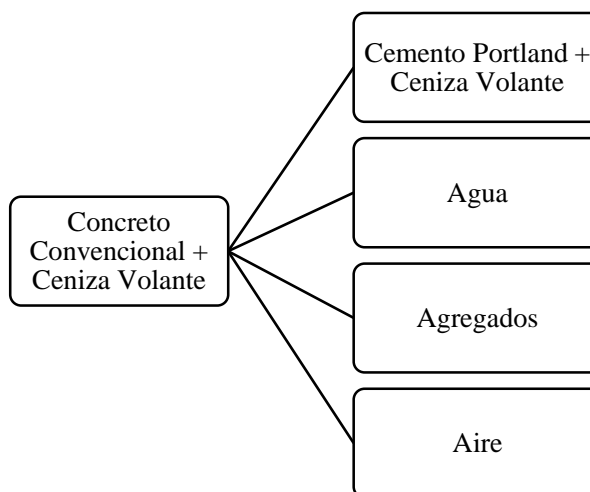 Cemento Portland +
Ceniza Volante
Agua
Concreto
Convencional +
Ceniza Volante
Agregados
Aire